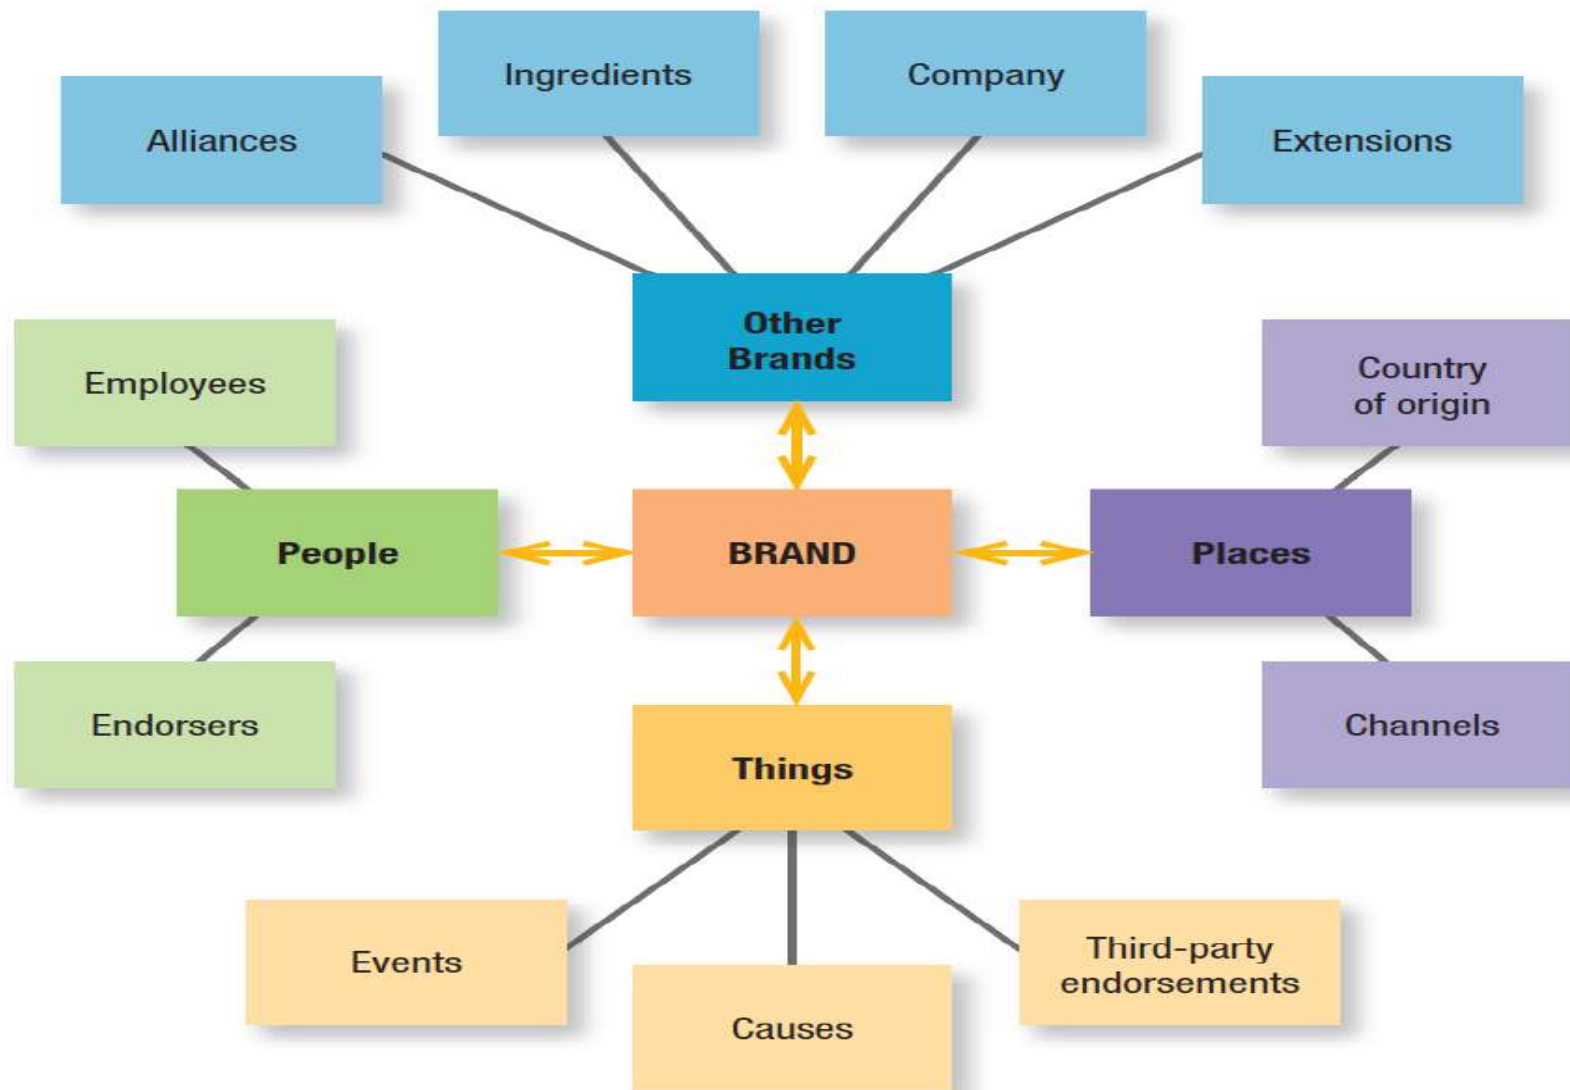 Ingredients
Company
Alliances
Extensions
Other
Brands
Employees
Country
of origin
People
BRAND
Places
Endorsers
Channels
Things
Events
Third-party
endorsements
Causes